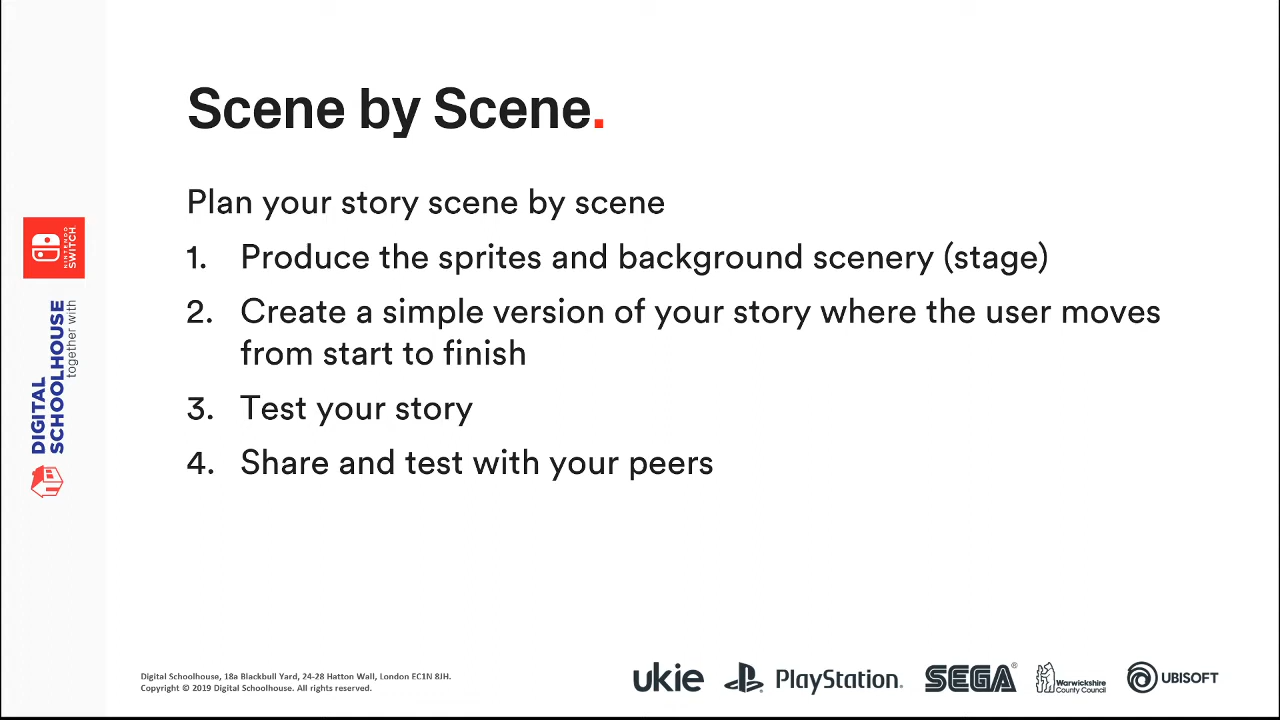 Scene by Scene.
Plan your story scene by scene
1. Produce the sprites and background scenery (stage)
2. Create a simple version of your story where the user moves
from start to finish
3. Test your story
4. Share and test with your peers
NINTENDO
SWITCH
DIGITAL
SCHOOLHOUSE
together with
Digital Schoolhouse, 18a Blackbull Yard, 24-28 Hatton Wall, London EC1N 8JH.
Copyright © 2019 Digital Schoolhouse. All rights reserved.
ukie
PlayStation.
SEGA®
Warwickshire
County Council
UBISOFT